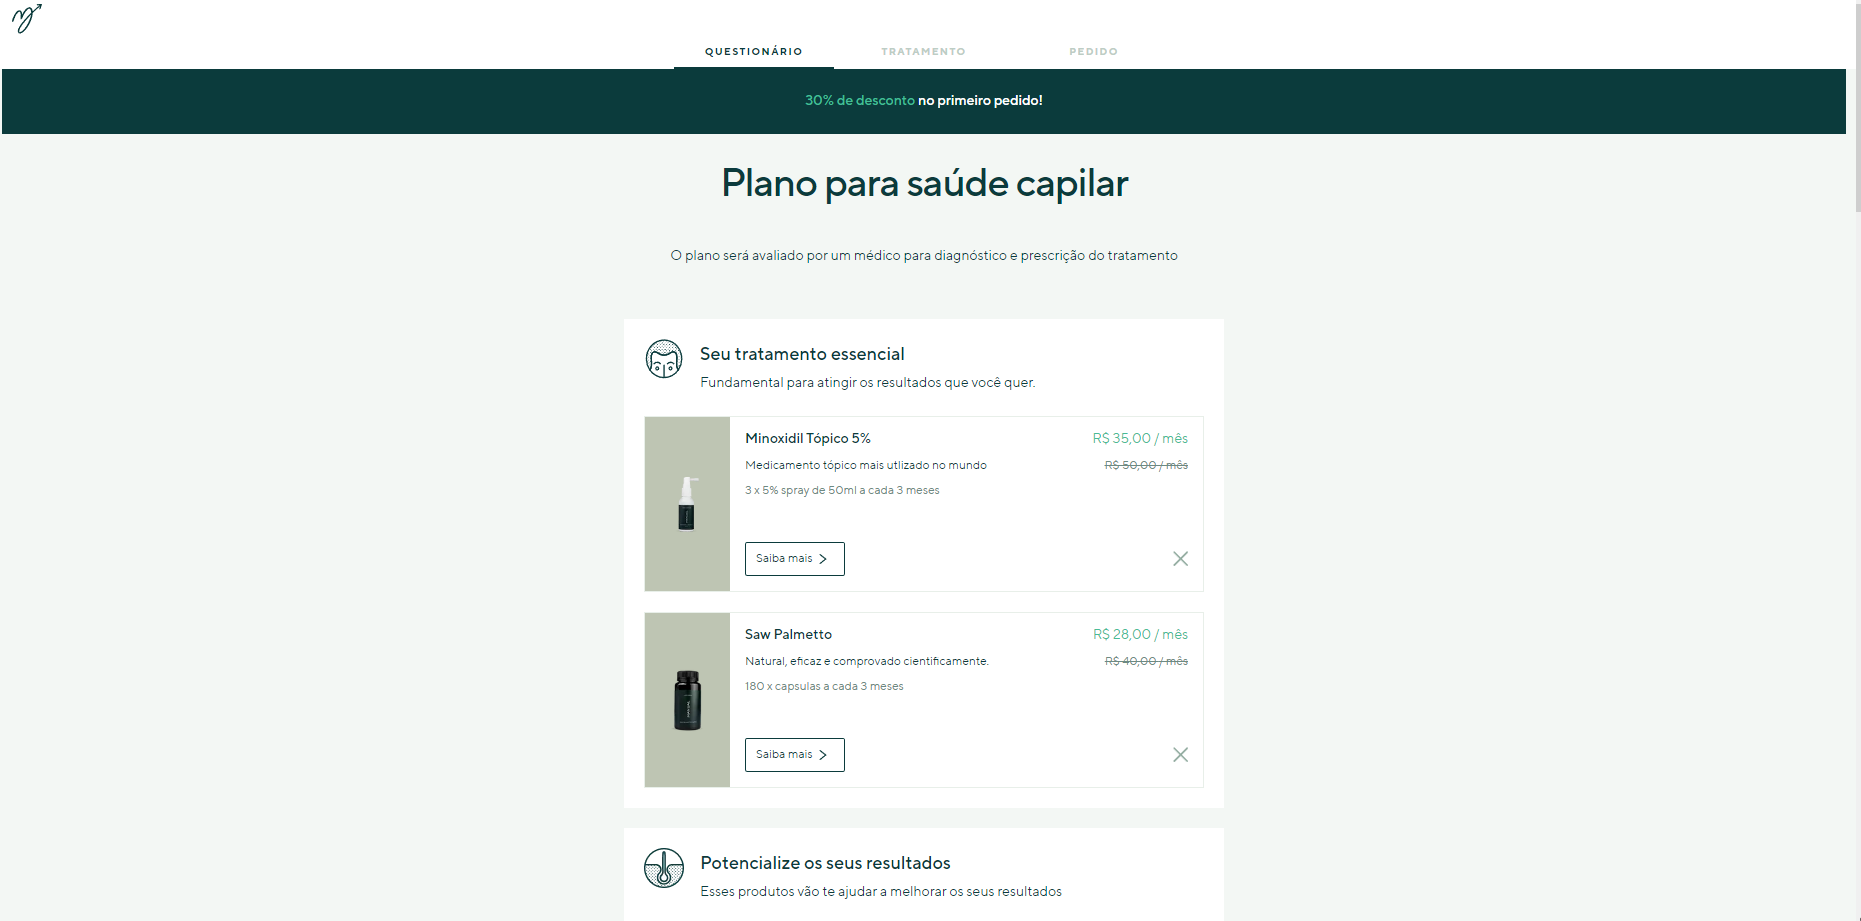 QUESTIONÁRIO
TRATAMENTO
PEDIDO
30% de desconto no primeiro pedido!
Plano para saúde capilar
O plano será avaliado por um médico para diagnóstico e prescrição do tratamento
Seu tratamento essencial
Fundamental para atingir os resultados que você quer.
Minoxidil Tópico 5%
R$ 35,00 / mês
Medicamento tópico mais utlizado no mundo
R$ 50,00 / mês
3 x 5% spray de 50ml a cada 3 meses
Saiba mais
Saw Palmetto
R$ 28,00 / mês
Natural, eficaz e comprovado cientificamente.
R$ 40,00 / mês
180 x capsulas a cada 3 meses
Saiba mais
Potencialize os seus resultados
Esses produtos vão te ajudar a melhorar os seus resultados